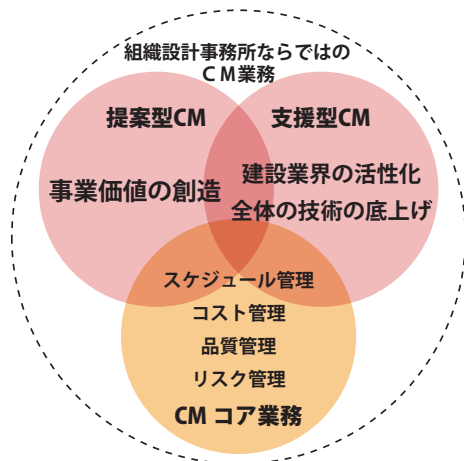 組織設計事務所ならではの
CM業務
提案型CM
支援型CM
事業価値の創造
建設業界の活性化
全体の技術の底上げ
スケジュール管理
コスト管理
品質管理
リスク管理
CM コア業務